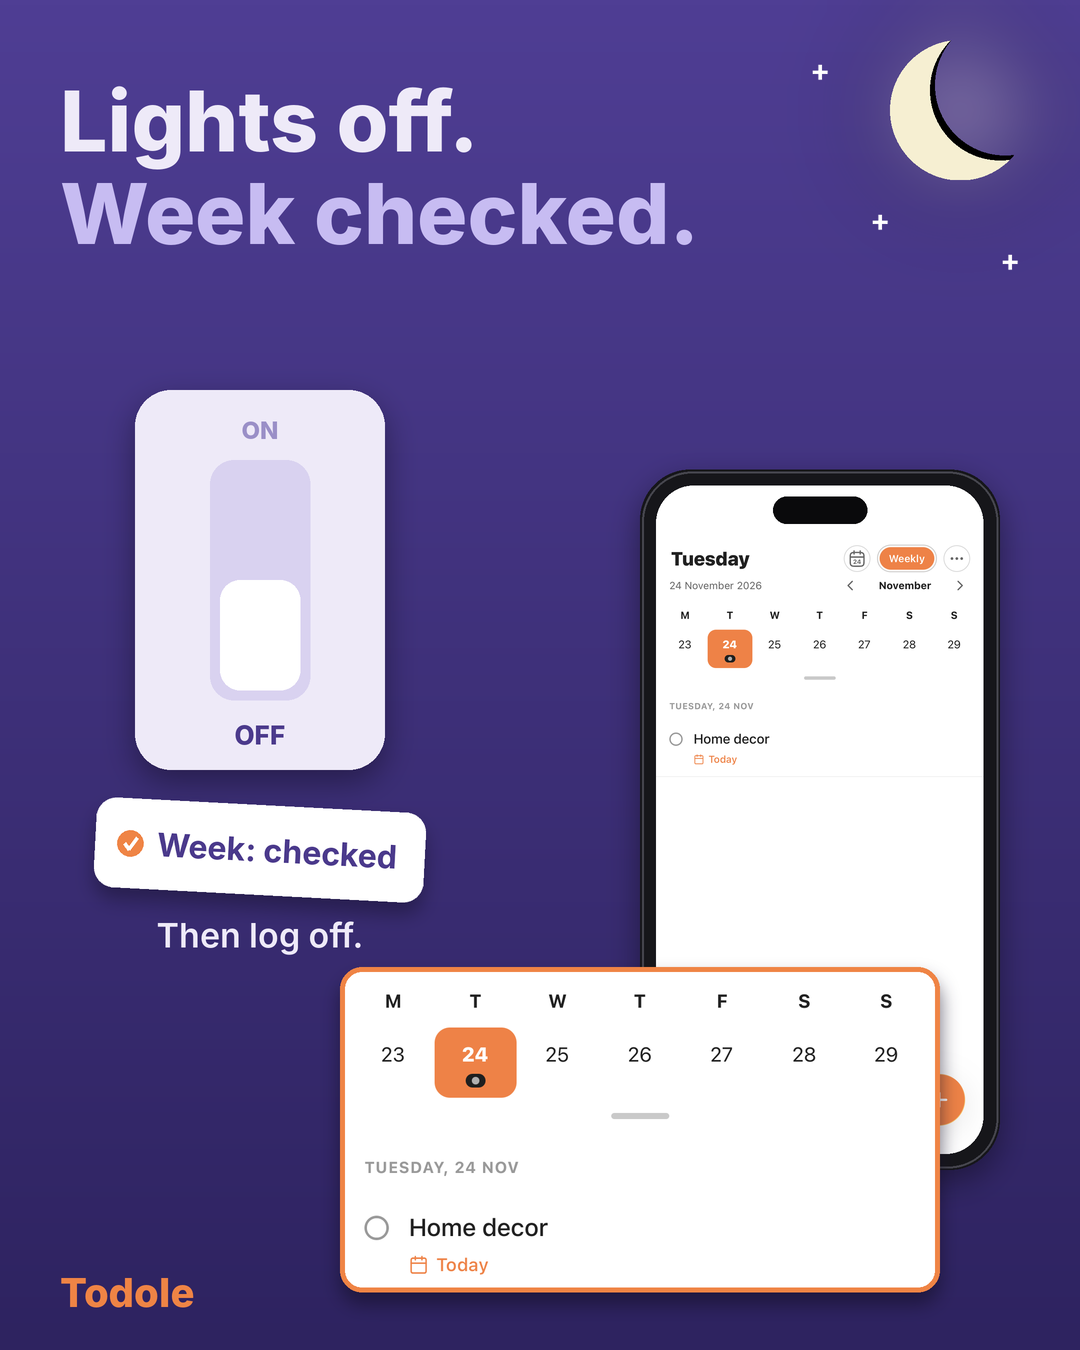 Lights off.
Week checked.
ON
OFF
Week: checked
Then log off.
Tuesday
24
Weekly
24 November 2026
November
M T W T F S S
23 24 25 26 27 28 29
TUESDAY, 24 NOV
Home decor
Today
M T W T F S S
23 24 25 26 27 28 29
TUESDAY, 24 NOV
Home decor
Today
Todole